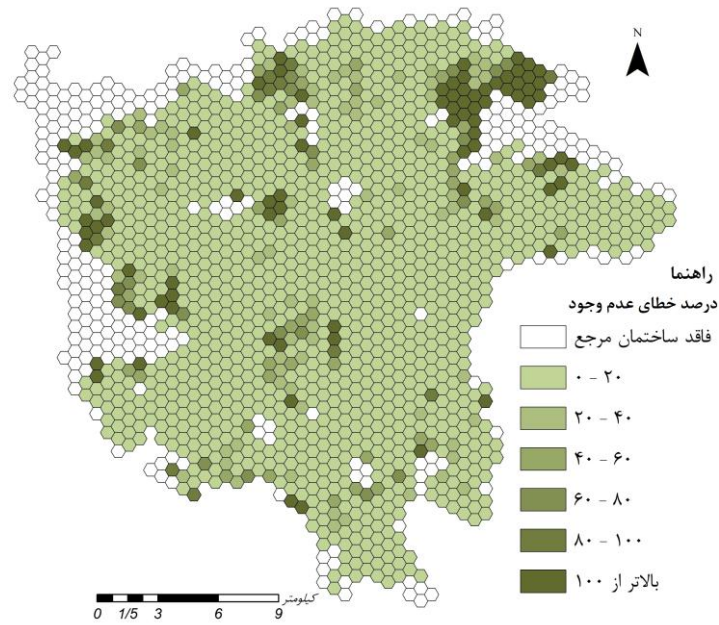 N
راهنما
درصد خطای عدم وجود
فاقد ساختمان مرجع
۰ - ۲۰
۲۰ - ۴۰
۴۰ - ۶۰
۶۰ - ۸۰
۸۰ - ۱۰۰
بالاتر از ۱۰۰
کیلومتر
0 1/5 3 6 9